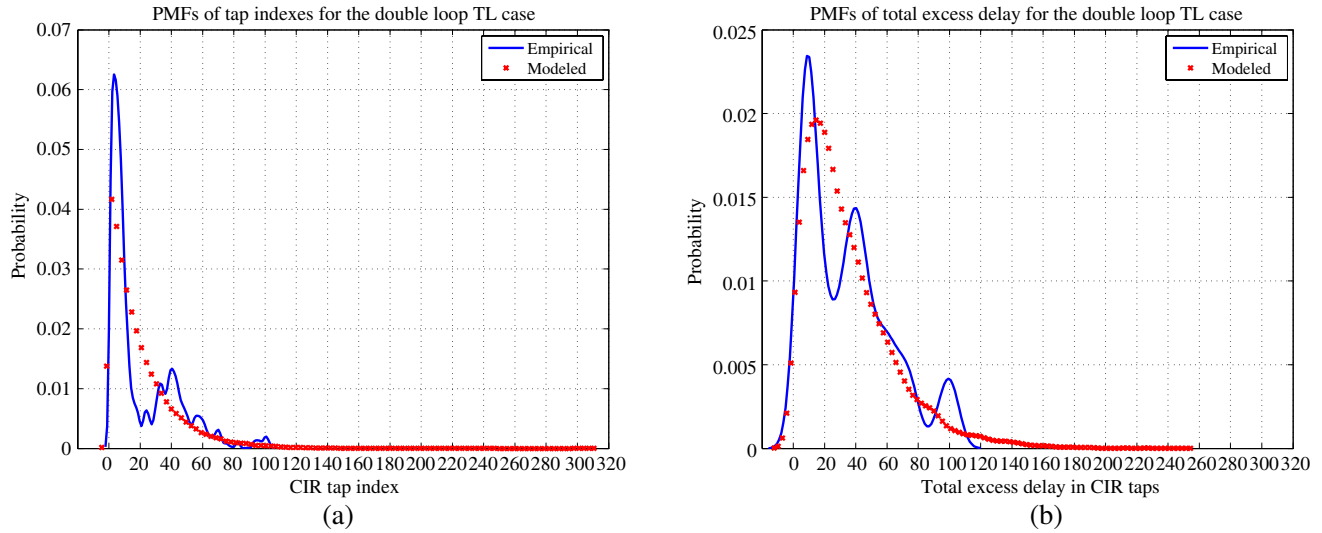 PMFs of tap indexes for the double loop TL case
0.07
0.06
0.05
0.04
0.03
0.02
0.01
0
Probability
Empirical
Modeled
0 20 40 60 80 100 120 140 160 180 200 220 240 260 280 300 320
CIR tap index
(a)
PMFs of total excess delay for the double loop TL case
0.025
0.02
0.015
0.01
0.005
0
Probability
Empirical
Modeled
0 20 40 60 80 100 120 140 160 180 200 220 240 260 280 300 320
Total excess delay in CIR taps
(b)